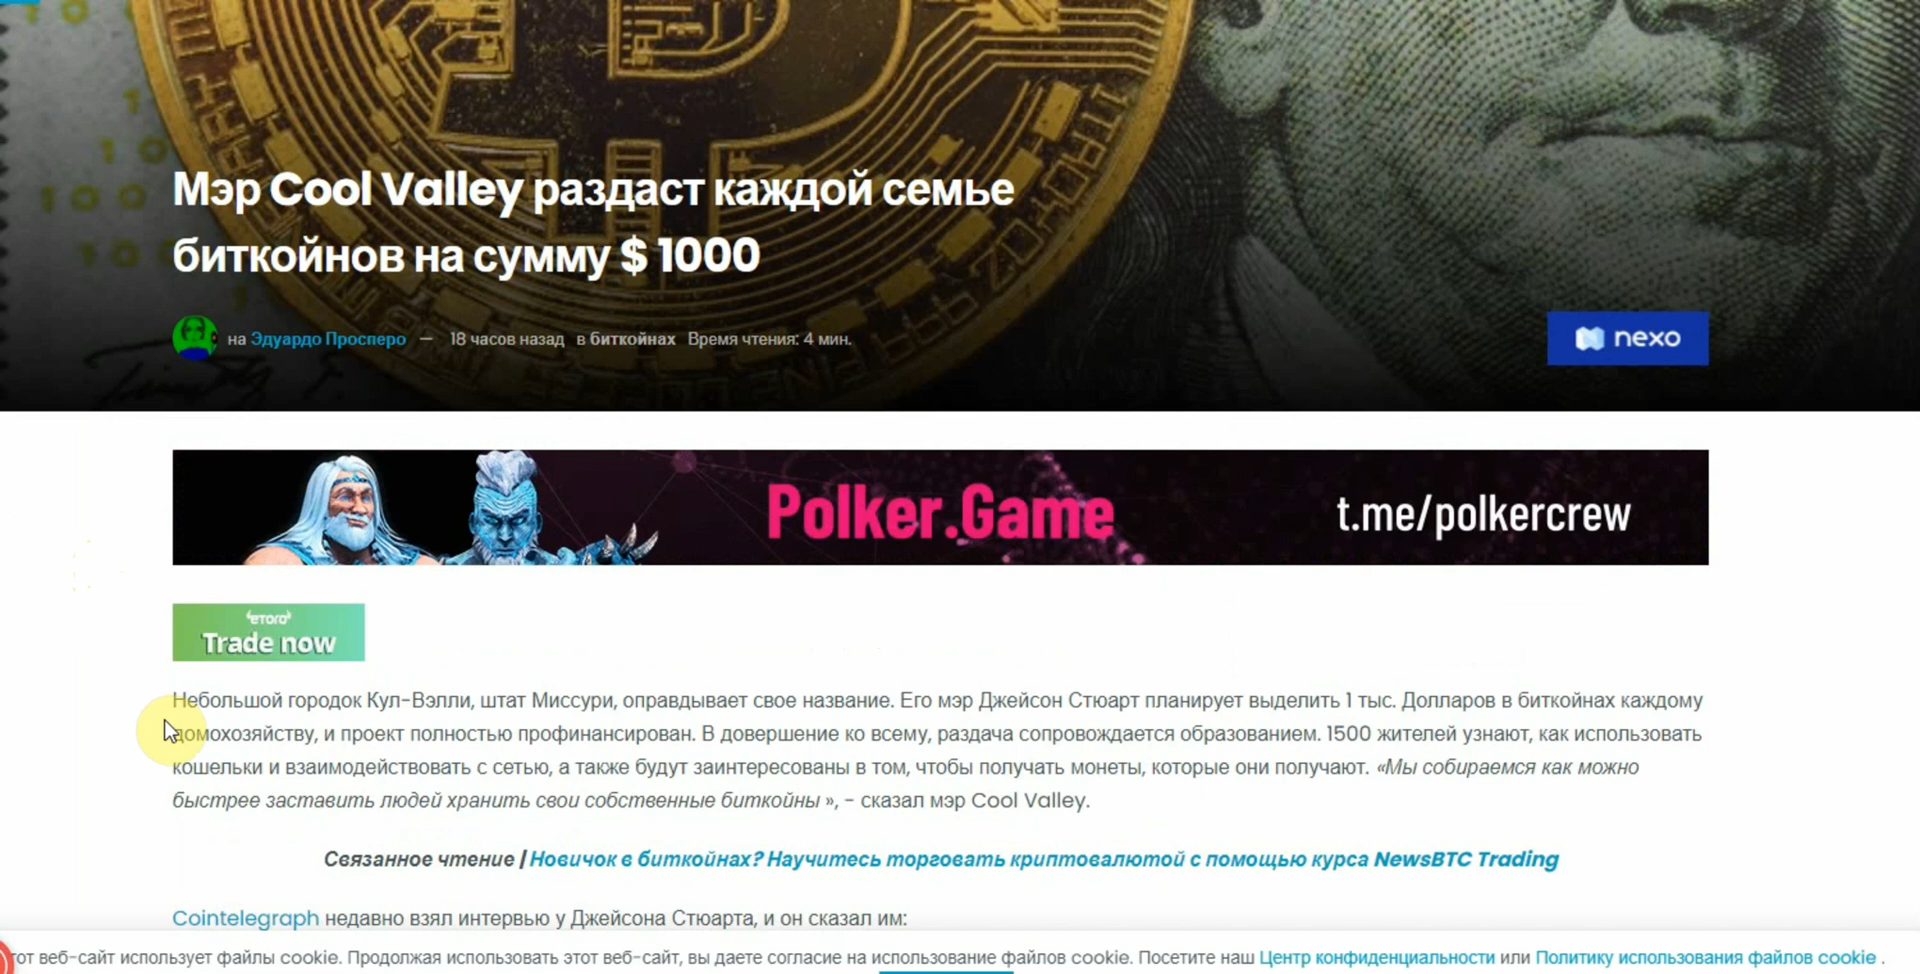 Мэр Cool Valley раздаст каждой семье
биткойнов на сумму $ 1000
на Эдуардо Просперо — 18 часов назад в биткойнах Время чтения: 4 мин.
nexo
Polker.Game
t.me/polkercrew
eToro
Trade now
Небольшой городок Кул-Вэлли, штат Миссури, оправдывает свое название. Его мэр Джейсон Стюарт планирует выделить 1 тыс. Долларов в биткойнах каждому
домохозяйству, и проект полностью профинансирован. В довершение ко всему, раздача сопровождается образованием. 1500 жителей узнают, как использовать
кошельки и взаимодействовать с сетью, а также будут заинтересованы в том, чтобы получать монеты, которые они получают. «Мы собираемся как можно
быстрее заставить людей хранить свои собственные биткойны », - сказал мэр Cool Valley.
Связанное чтение | Новичок в биткойнах? Научитесь торговать криптовалютой с помощью курса NewsBTC Trading
Cointelegraph недавно взял интервью у Джейсона Стюарта, и он сказал им:
тот веб-сайт использует файлы cookie. Продолжая использовать этот веб-сайт, вы даете согласие на использование файлов cookie. Посетите наш Центр конфиденциальности или Политику использования файлов cookie .